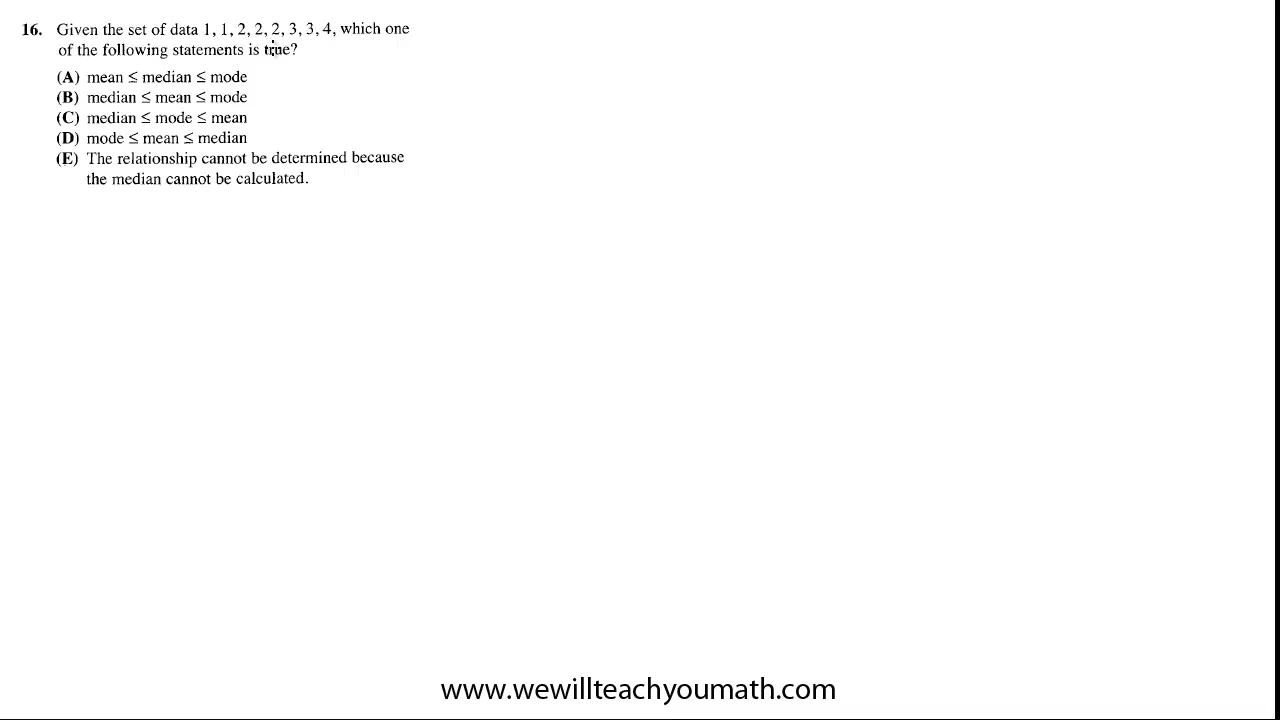 16. Given the set of data 1, 1, 2, 2, 2, 3, 3, 4, which one
of the following statements is true?
(A) mean ≤ median ≤ mode
(B) median ≤ mean ≤ mode
(C) median ≤ mode ≤ mean
(D) mode ≤ mean ≤ median
(E) The relationship cannot be determined because
the median cannot be calculated.
www.wewillteachyoumath.com